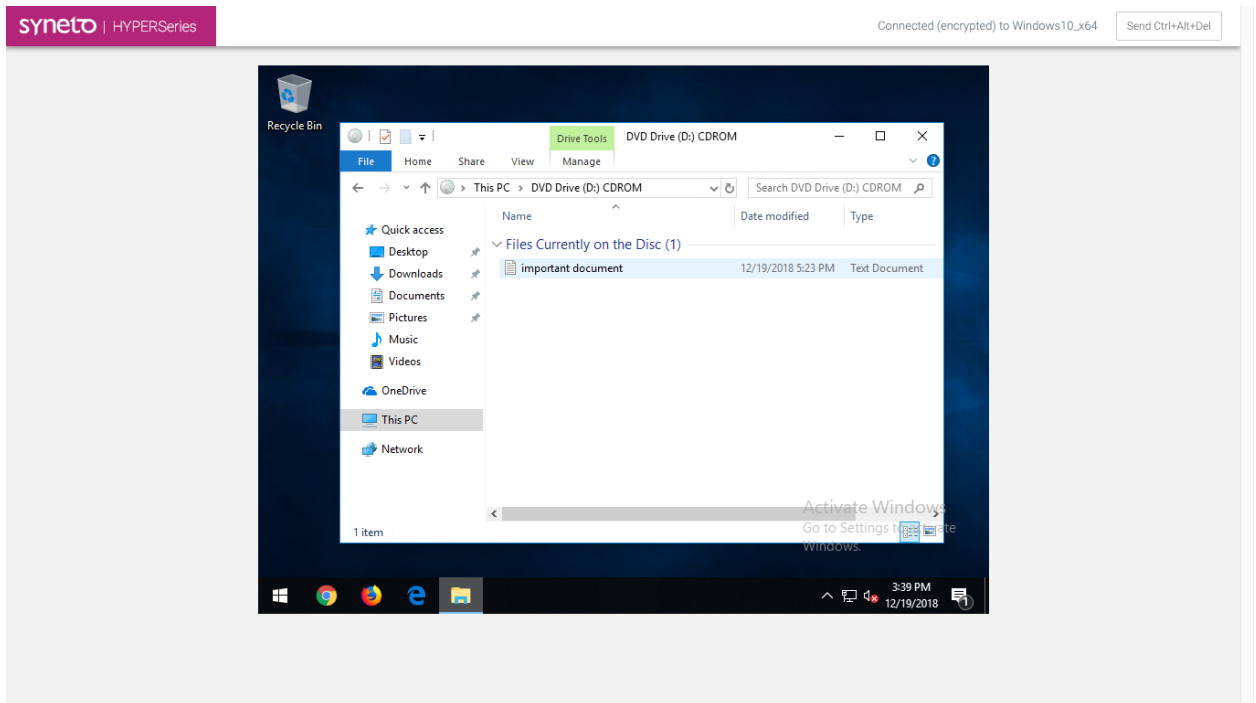 syneto | HYPERSeries
Connected (encrypted) to Windows10_x64
Send Ctrl+Alt+Del
Recycle Bin
Drive Tools
DVD Drive (D:) CDROM
File Home Share View Manage
This PC > DVD Drive (D:) CDROM
Search DVD Drive (D:) CDROM
Name Date modified Type
Quick access
Files Currently on the Disc (1)
Desktop
important document 12/19/2018 5:23 PM Text Document
Downloads
Documents
Pictures
Music
Videos
OneDrive
This PC
Network
Activate Windows
Go to Settings to activate
Windows.
1 item
3:39 PM
12/19/2018
1